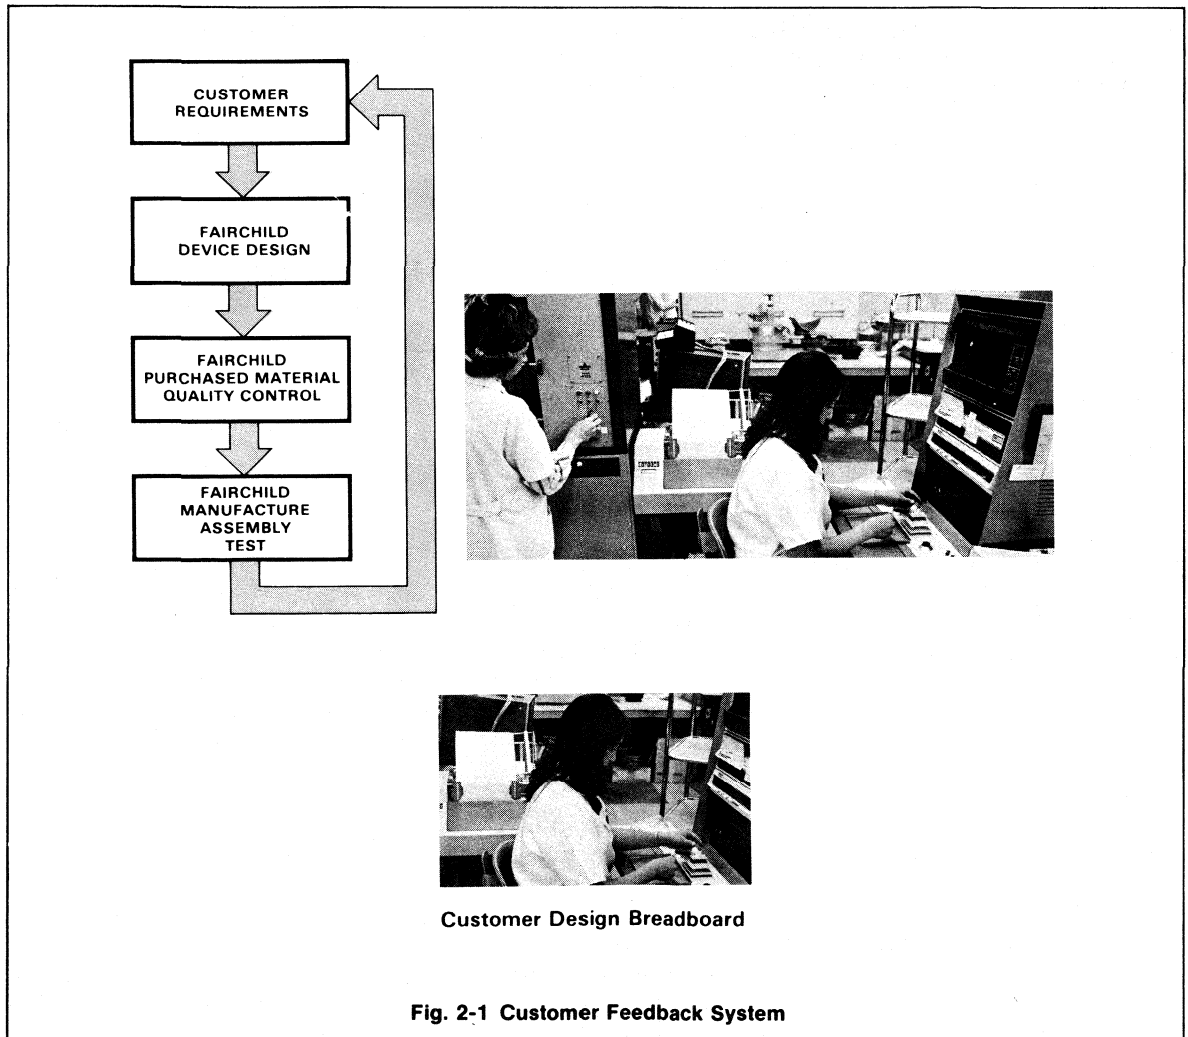 CUSTOMER
REQUIREMENTS
FAIRCHILD
DEVICE DESIGN
FAIRCHILD
PURCHASED MATERIAL
QUALITY CONTROL
FAIRCHILD
MANUFACTURE
ASSEMBLY
TEST
Customer Design Breadboard
Fig. 2-1 Customer Feedback System